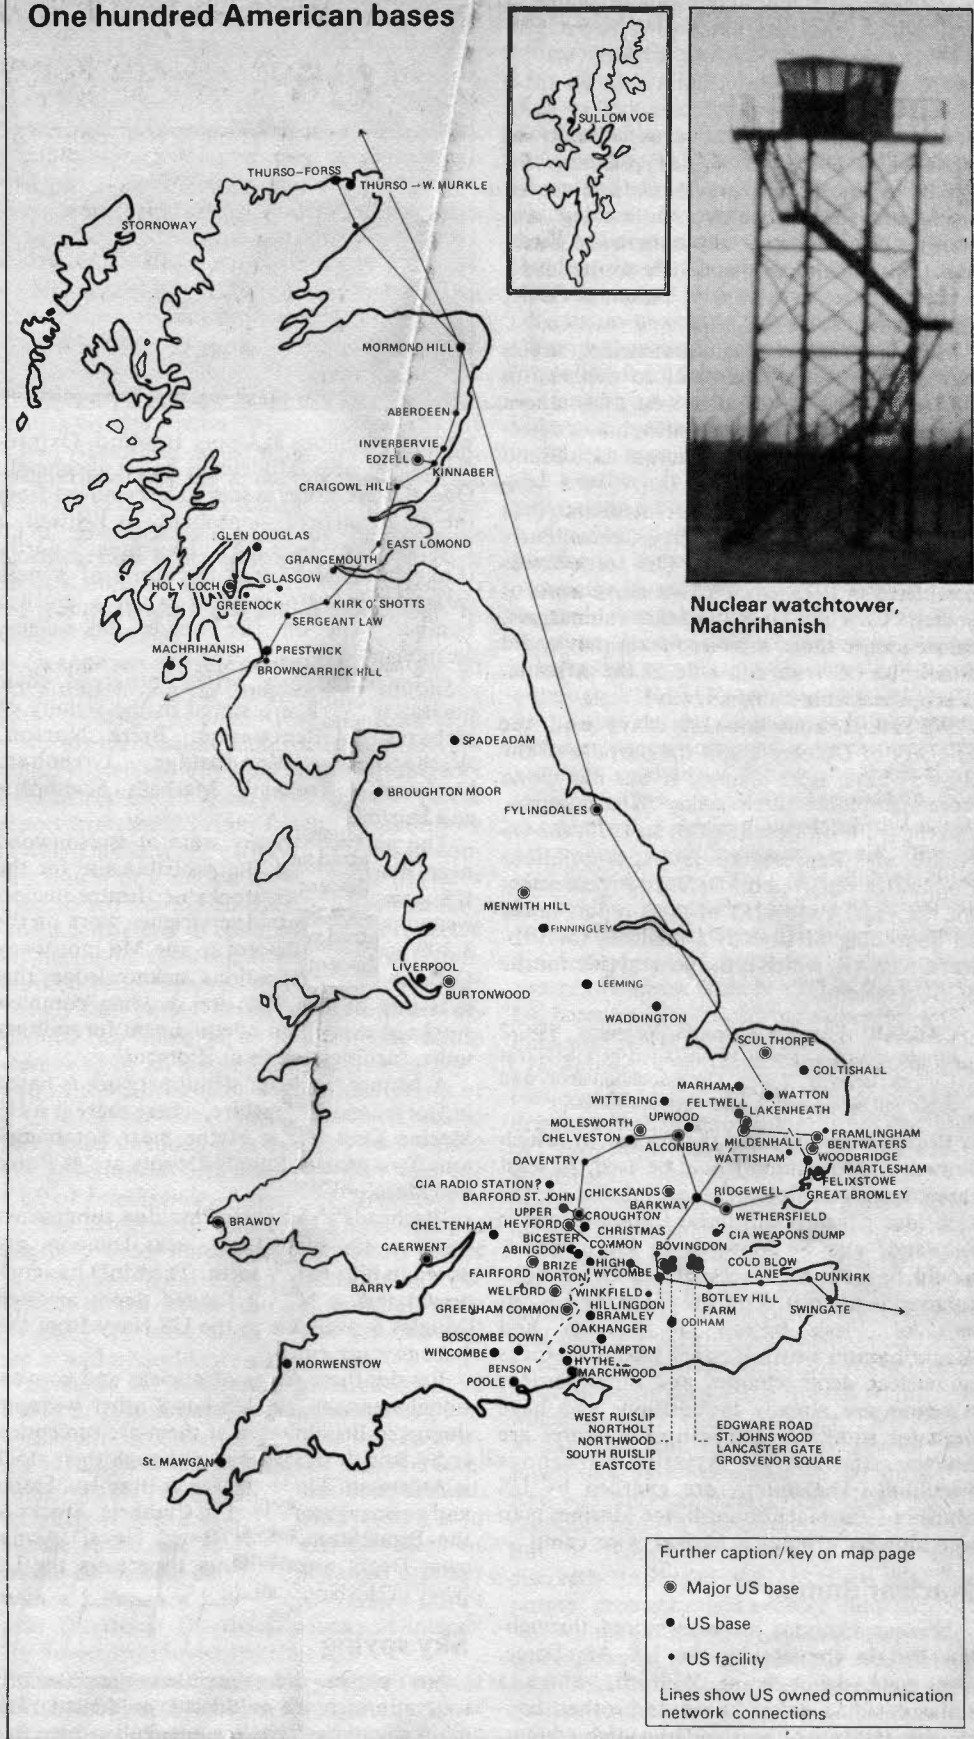 One hundred American bases
SULLOM VOE
THURSO–FORSS
THURSO – W. MURKLE
STORNOWAY
MORMOND HILL
ABERDEEN
INVERBERVIE
EDZELL
KINNABER
CRAIGOWL HILL
GLEN DOUGLAS
EAST LOMOND
GRANGEMOUTH
HOLY LOCH
GLASGOW
GREENOCK
KIRK O' SHOTTS
SERGEANT LAW
MACHRIHANISH
PRESTWICK
BROWNCARRICK HILL
Nuclear watchtower,
Machrihanish
SPADEADAM
BROUGHTON MOOR
FYLINGDALES
MENWITH HILL
FINNINGLEY
LIVERPOOL
BURTONWOOD
LEEMING
WADDINGTON
SCULTHORPE
COLTISHALL
MARHAM
WATTON
WITTERING
FELTWELL
LAKENHEATH
MOLESWORTH
UPWOOD
CHELVESTON
ALCONBURY
MILDENHALL
FRAMLINGHAM
BENTWATERS
WATTISHAM
WOODBRIDGE
DAVENTRY
MARTLESHAM
FELIXSTOWE
CIA RADIO STATION?
CHICKSANDS
RIDGEWELL
GREAT BROMLEY
BARFORD ST. JOHN
BARKWAY
UPPER
HEYFORD
CROUGHTON
WETHERSFIELD
BRAWDY
CHELTENHAM
CHRISTMAS
COMMON
CIA WEAPONS DUMP
BICESTER
BOVINGDON
CAERWENT
ABINGDON
BRIZE
NORTON
HIGH
WYCOMBE
COLD BLOW
LANE
FAIRFORD
DUNKIRK
BARRY
WELFORD
WINKFIELD
BOTLEY HILL
FARM
HILLINGDON
SWINGATE
GREENHAM COMMON
BRAMLEY
ODIHAM
OAKHANGER
BOSCOMBE DOWN
WINCOMBE
SOUTHAMPTON
MORWENSTOW
BENSON
HYTHE
MARCHWOOD
POOLE
WEST RUISLIP
NORTHOLT
NORTHWOOD
SOUTH RUISLIP
EASTCOTE
EDGWARE ROAD
ST. JOHNS WOOD
LANCASTER GATE
GROSVENOR SQUARE
St. MAWGAN
Further caption/key on map page
Major US base
US base
US facility
Lines show US owned communication
network connections